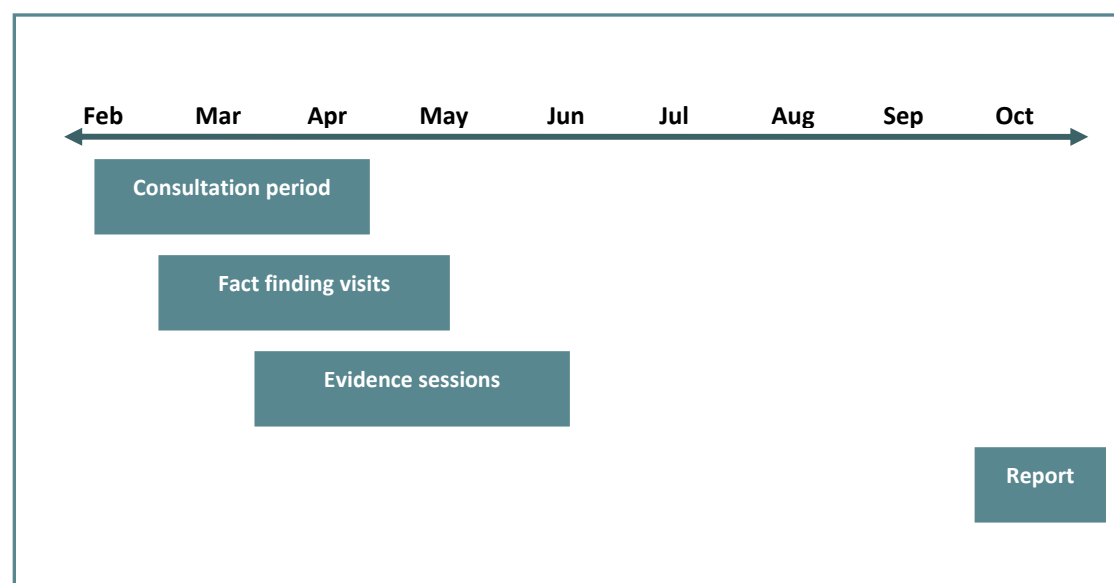 Feb Mar Apr May Jun Jul Aug Sep Oct
Consultation period
Fact finding visits
Evidence sessions
Report